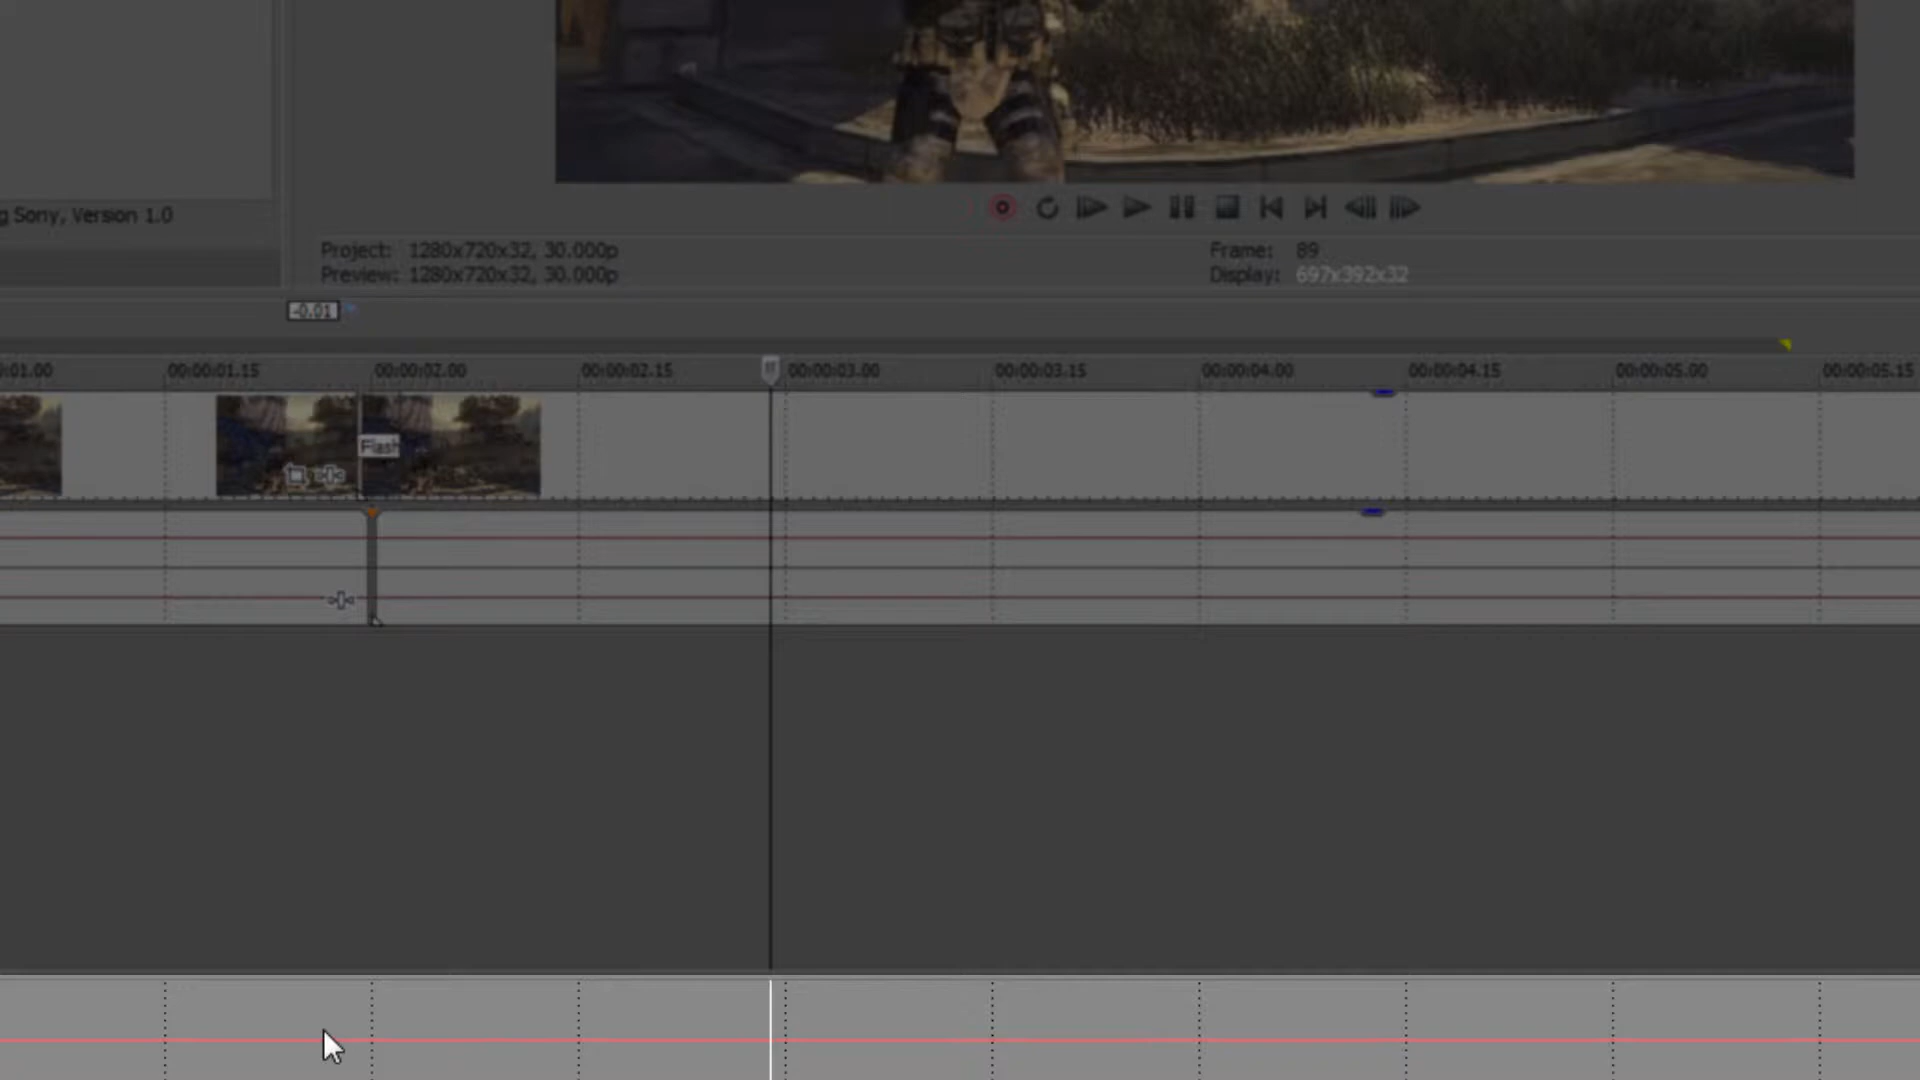 g Sony, Version 1.0
Project: 1280x720x32, 30.000p
Preview: 1280x720x32, 30.000p
Frame: 89
Display: 697x392x32
-0.01
:01.00 00:00:01.15 00:00:02.00 00:00:02.15 00:00:03.00 00:00:03.15 00:00:04.00 00:00:04.15 00:00:05.00 00:00:05.15
Flash